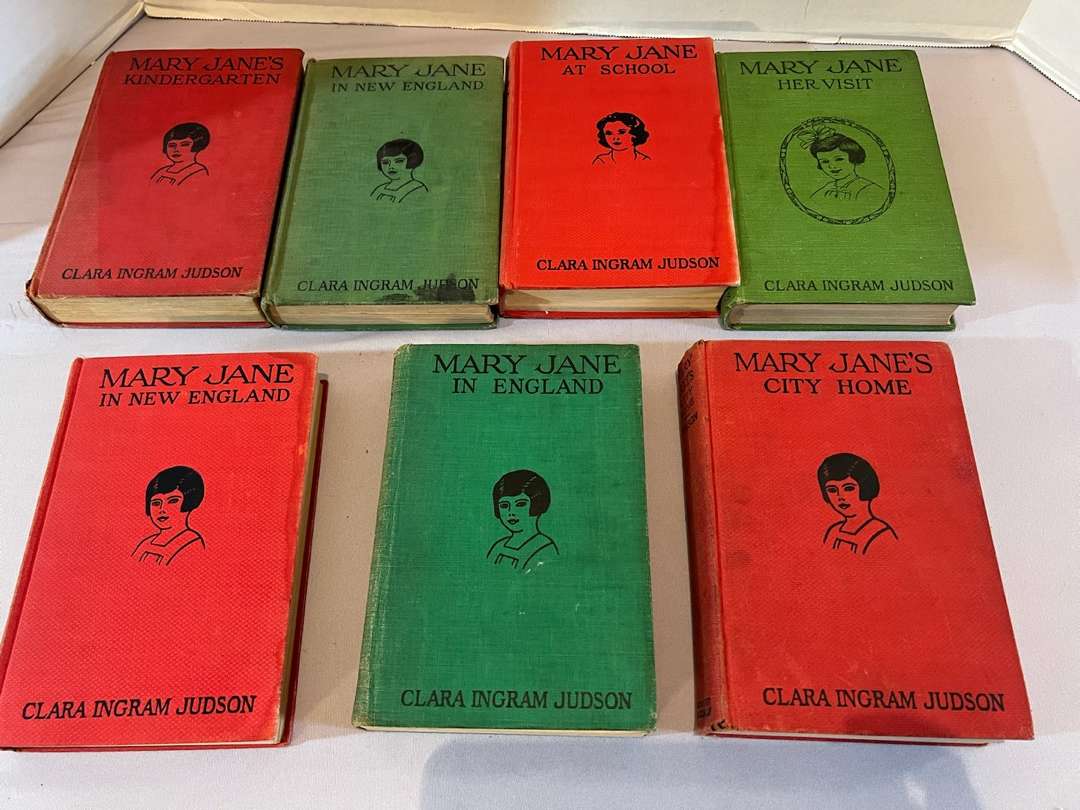 MARY JANE'S
KINDERGARTEN
CLARA INGRAM JUDSON
MARY JANE
IN NEW ENGLAND
CLARA INGRAM JUDSON
MARY JANE
AT SCHOOL
CLARA INGRAM JUDSON
MARY JANE
HER VISIT
CLARA INGRAM JUDSON
MARY JANE
IN NEW ENGLAND
CLARA INGRAM JUDSON
MARY JANE
IN ENGLAND
CLARA INGRAM JUDSON
MARY JANE'S
CITY HOME
CLARA INGRAM JUDSON